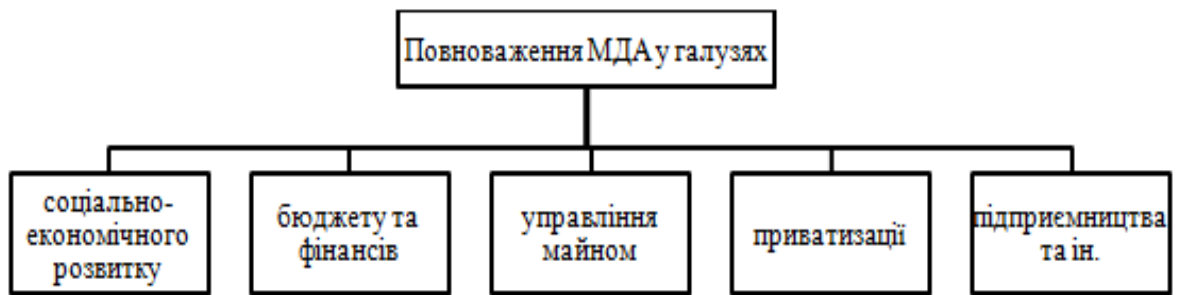 Повноваження МДА у галузях
соціально-
економічного
розвитку
бюджету та
фінансів
управління
майном
приватизації
підприємництва
та ін.